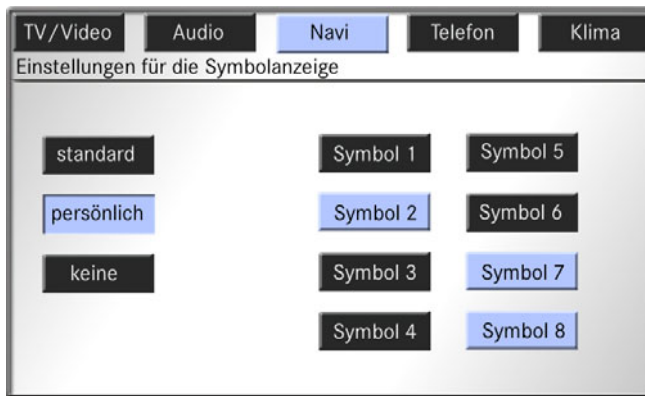 TV/Video Audio Navi Telefon Klima
Einstellungen für die Symbolanzeige
standard Symbol 1 Symbol 5
persönlich Symbol 2 Symbol 6
keine Symbol 3 Symbol 7
Symbol 4 Symbol 8